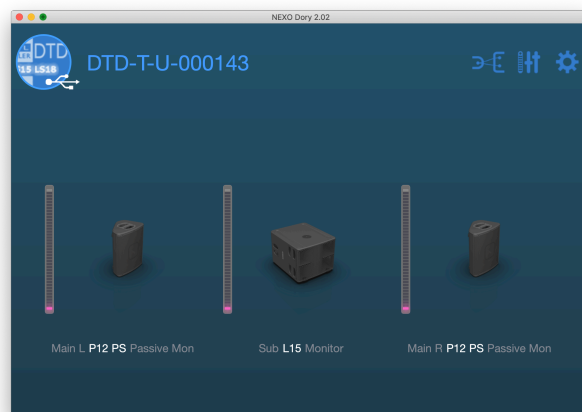 NEXO Dory 2.02
DTD
15 LS18
DTD-T-U-000143
Main L P12 PS Passive Mon
Sub L15 Monitor
Main R P12 PS Passive Mon